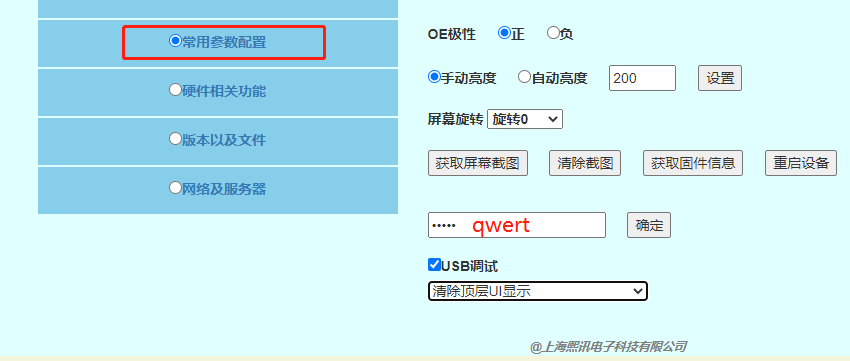 常用参数配置
硬件相关功能
版本以及文件
网络及服务器
OE极性 正 负
手动亮度 自动亮度 200 设置
屏幕旋转 旋转0
获取屏幕截图 清除截图 获取固件信息 重启设备
••••• qwert 确定
USB调试
清除顶层UI显示
@上海熙讯电子科技有限公司